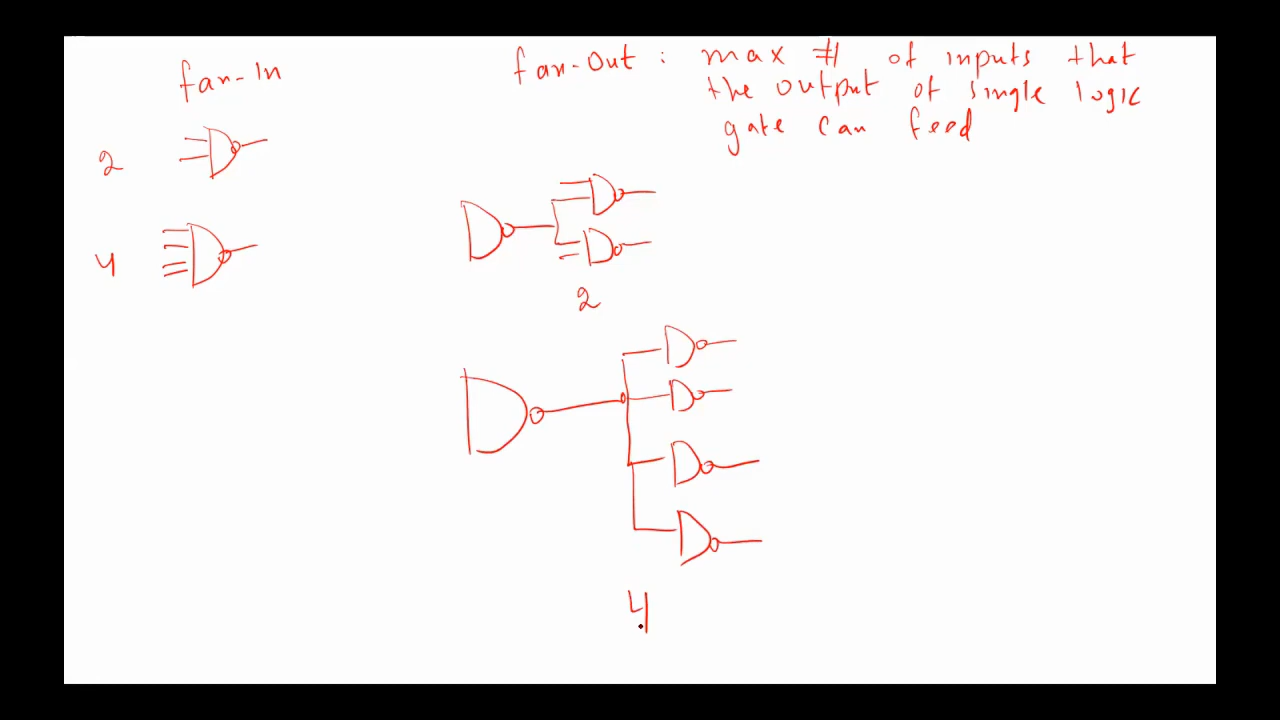 fan-In
2
4
fan-Out : max # of inputs that
the output of single logic
gate can feed
2
4